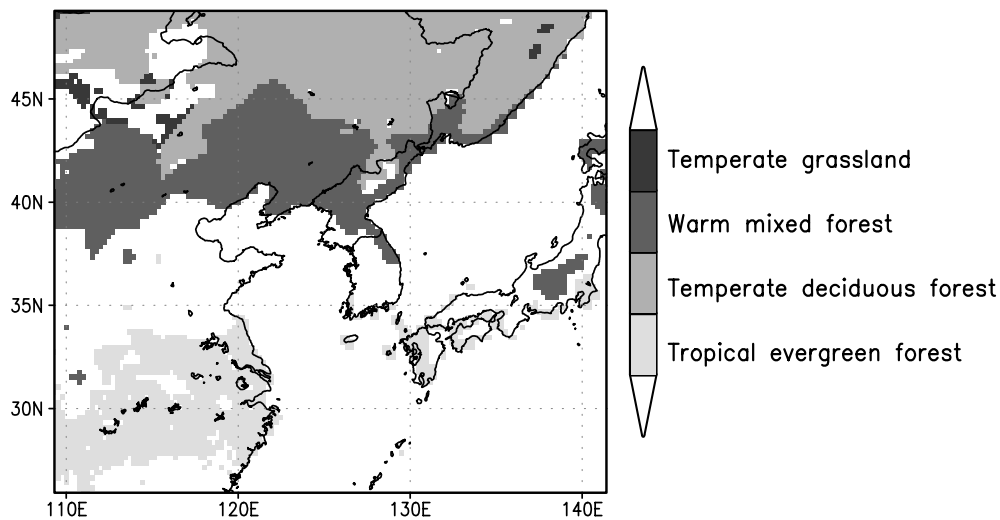 45N
40N
35N
30N
110E 120E 130E 140E
Temperate grassland
Warm mixed forest
Temperate deciduous forest
Tropical evergreen forest